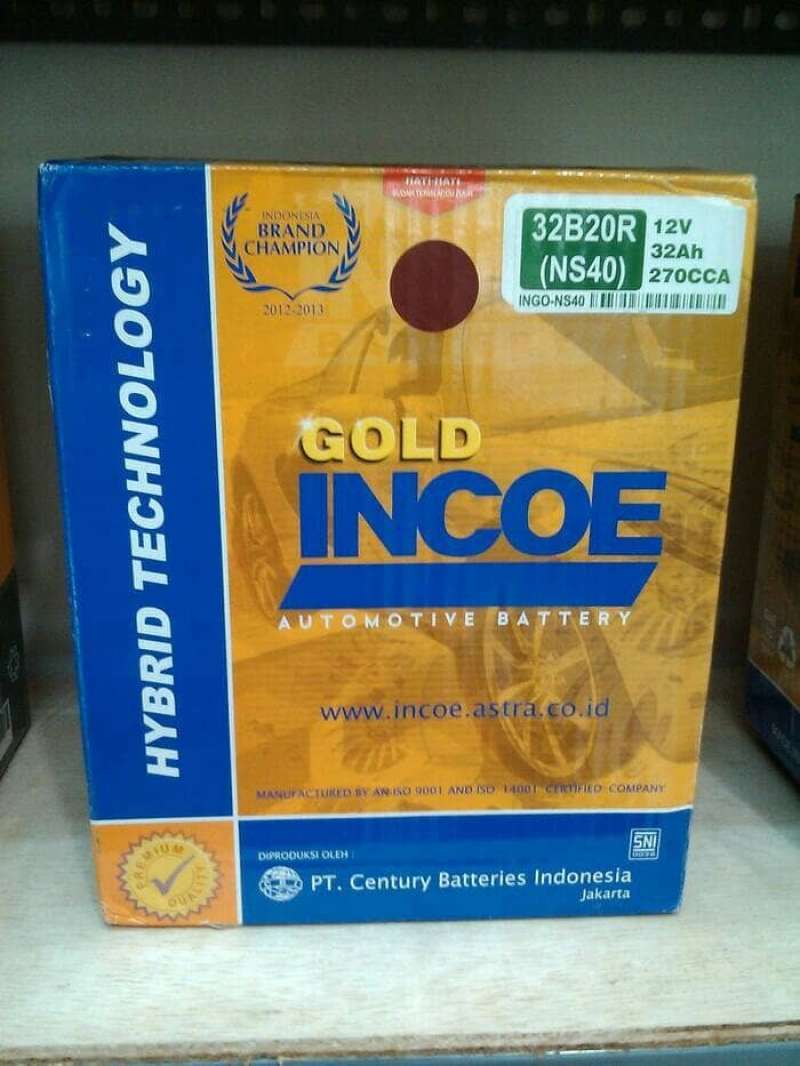 HATI-HATI
INDONESIA
BRAND
CHAMPION
2012-2013
32B20R
(NS40)
12V
32Ah
270CCA
INGO-NS40
HYBRID TECHNOLOGY
GOLD
INCOE
AUTOMOTIVE BATTERY
www.incoe.astra.co.id
MANUFACTURED BY AN ISO 9001 AND ISO 14001 CERTIFIED COMPANY
PREMIUM
QUALITY
DIPRODUKSI OLEH :
PT. Century Batteries Indonesia
Jakarta
SNI